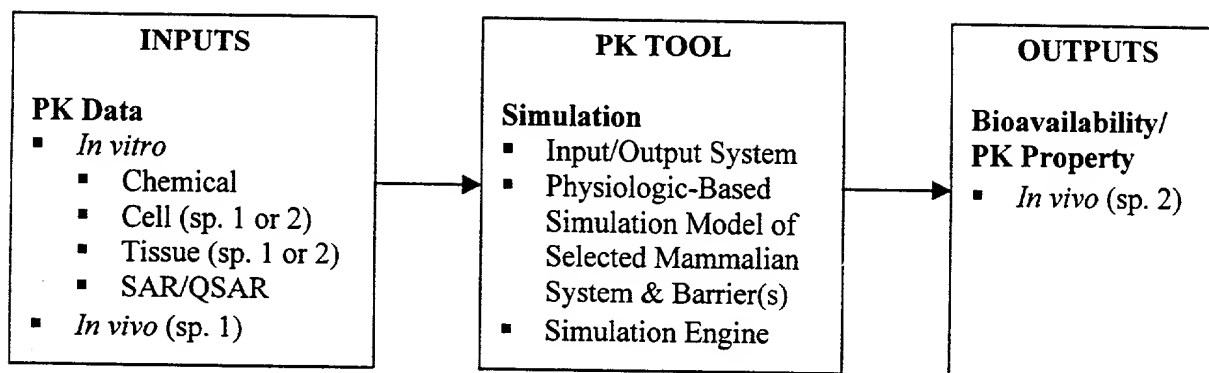 INPUTS
PK Data
▪ In vitro
▪ Chemical
▪ Cell (sp. 1 or 2)
▪ Tissue (sp. 1 or 2)
▪ SAR/QSAR
▪ In vivo (sp. 1)
PK TOOL
Simulation
▪ Input/Output System
▪ Physiologic-Based
Simulation Model of
Selected Mammalian
System & Barrier(s)
▪ Simulation Engine
OUTPUTS
Bioavailability/
PK Property
▪ In vivo (sp. 2)